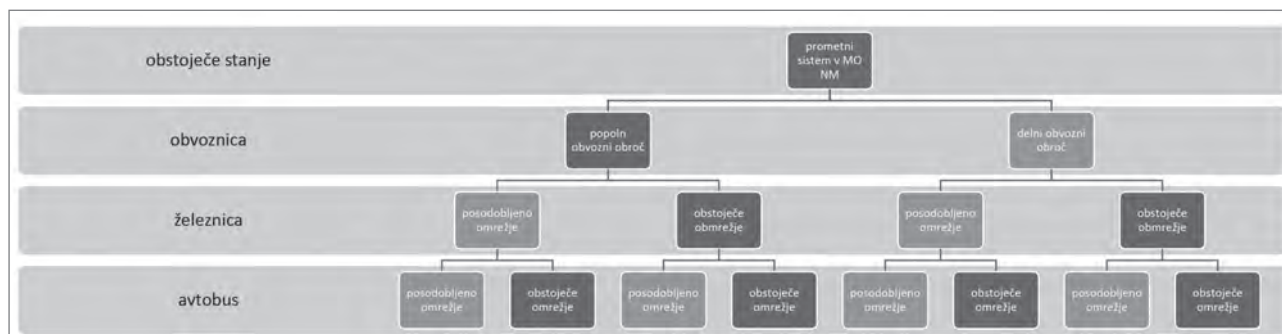 obstoječe stanje
prometni
sistem v MO
NM
obvoznica
popoln
obvozni obroč
delni obvozni
obroč
železnica
posodobljeno
omrežje
obstoječe
obmrežje
posodobljeno
omrežje
obstoječe
obmrežje
avtobus
posodobljeno
omrežje
obstoječe
omrežje
posodobljeno
omrežje
obstoječe
omrežje
posodobljeno
omrežje
obstoječe
omrežje
posodobljeno
omrežje
obstoječe
omrežje